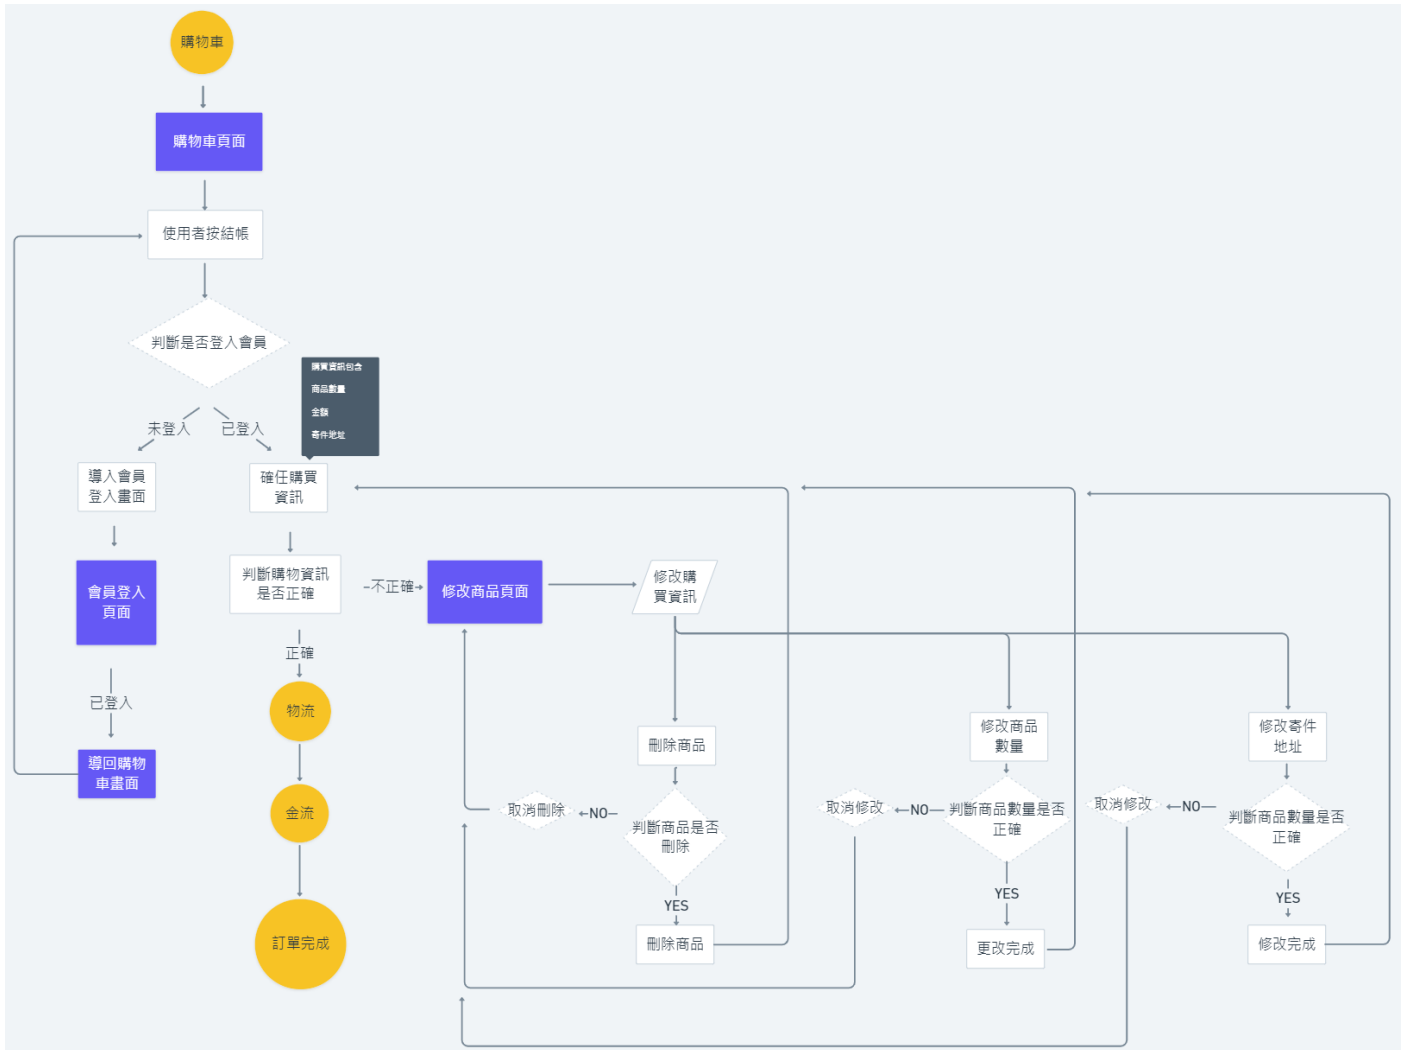 購物車
購物車頁面
使用者按結帳
判斷是否登入會員
購買資訊包含
商品數量
金額
寄件地址
未登入
已登入
導入會員
登入畫面
確任購買
資訊
會員登入
頁面
判斷購物資訊
是否正確
不正確
修改商品頁面
修改購
買資訊
正確
已登入
物流
導回購物
車畫面
刪除商品
修改商品
數量
修改寄件
地址
金流
取消刪除
NO
判斷商品是否
刪除
取消修改
NO
判斷商品數量是否
正確
取消修改
NO
判斷商品數量是否
正確
YES
YES
YES
訂單完成
刪除商品
更改完成
修改完成